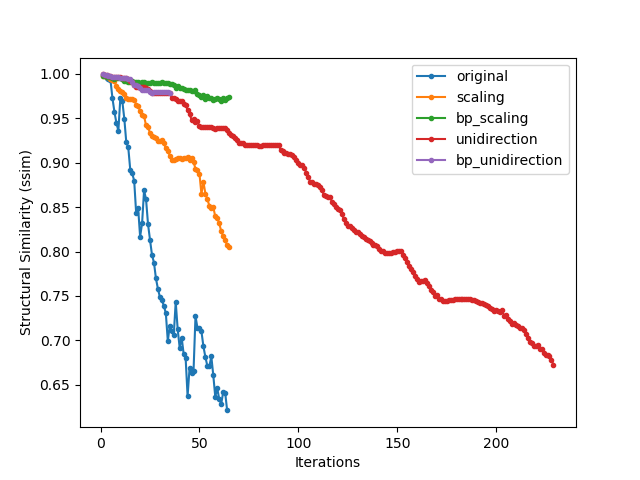 1.00
0.95
0.90
0.85
0.80
0.75
0.70
0.65
Structural Similarity (ssim)
0
50
100
150
200
Iterations
original
scaling
bp_scaling
unidirection
bp_unidirection